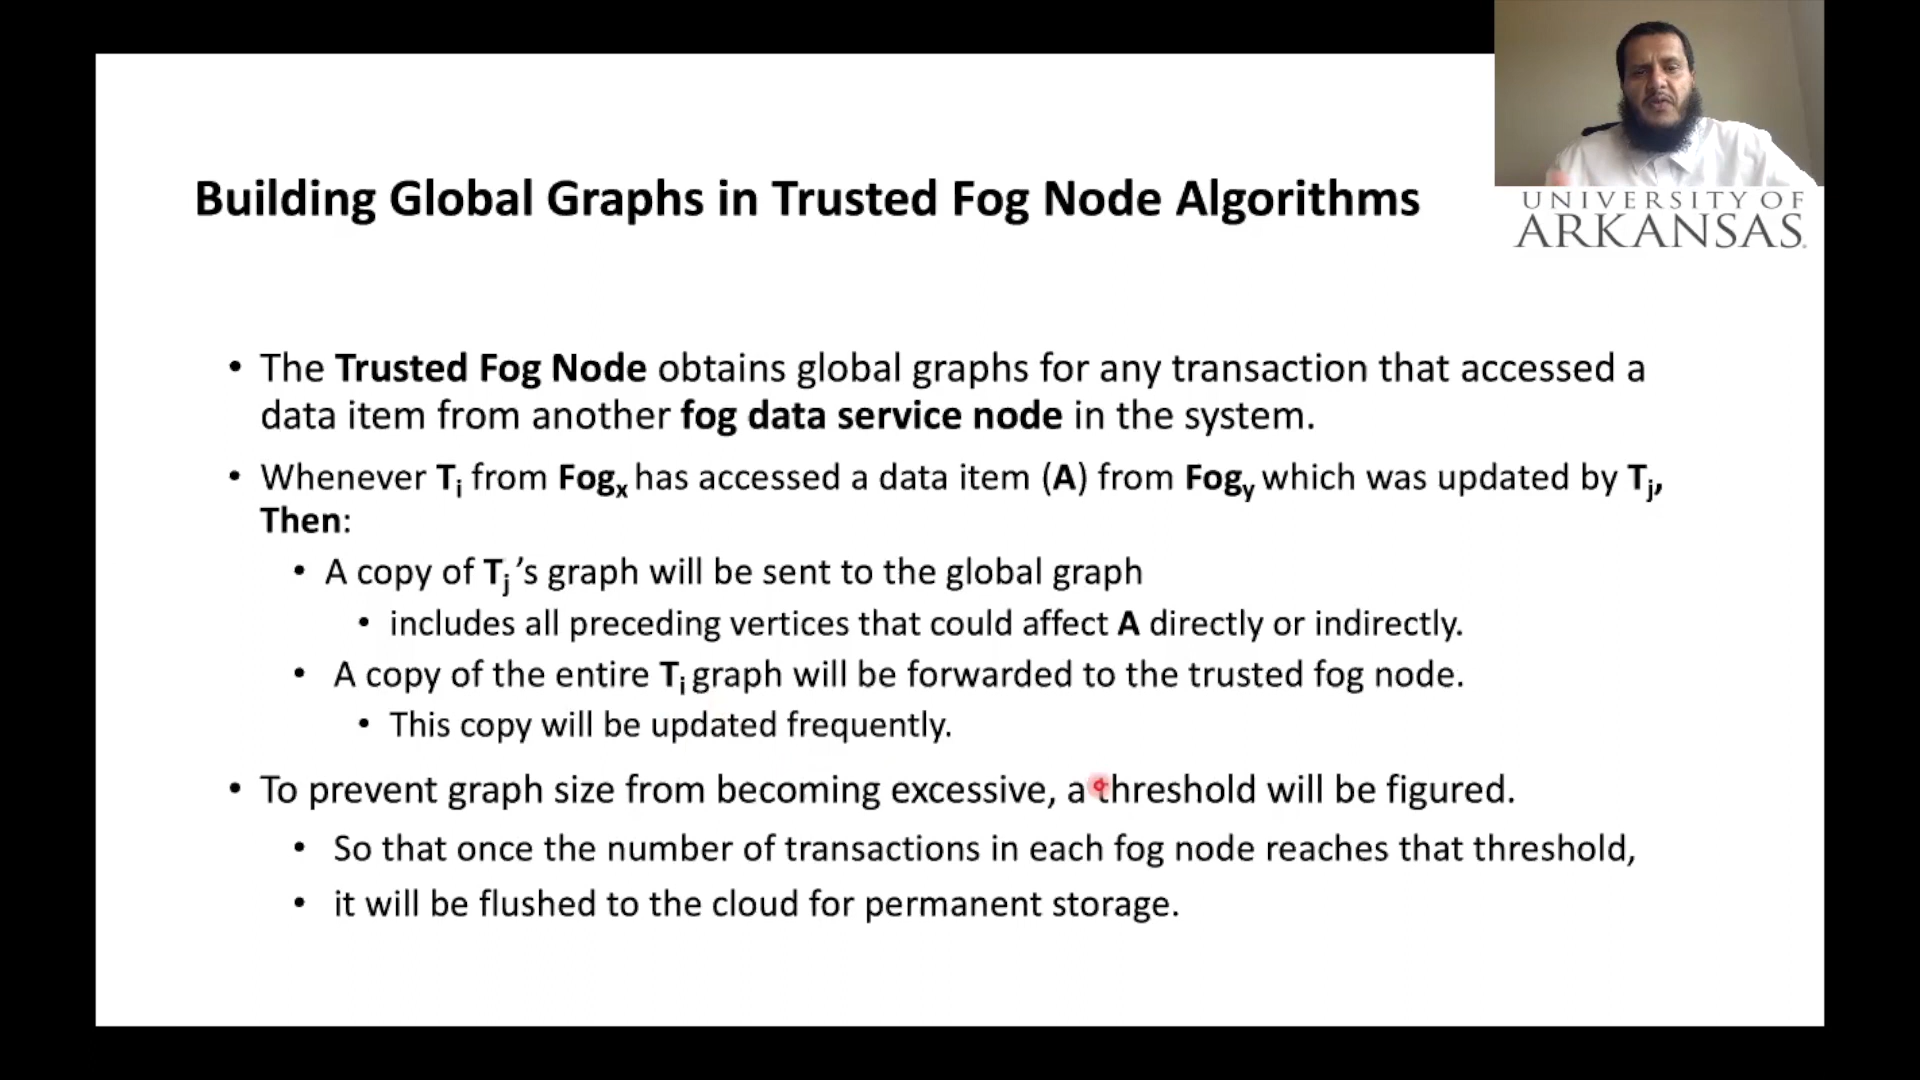 UNIVERSITY OF
ARKANSAS.
Building Global Graphs in Trusted Fog Node Algorithms
• The Trusted Fog Node obtains global graphs for any transaction that accessed a
data item from another fog data service node in the system.
• Whenever Ti from Fogx has accessed a data item (A) from Fogy which was updated by Tj,
Then:
• A copy of Tj 's graph will be sent to the global graph
• includes all preceding vertices that could affect A directly or indirectly.
• A copy of the entire Ti graph will be forwarded to the trusted fog node.
• This copy will be updated frequently.
• To prevent graph size from becoming excessive, a threshold will be figured.
• So that once the number of transactions in each fog node reaches that threshold,
• it will be flushed to the cloud for permanent storage.